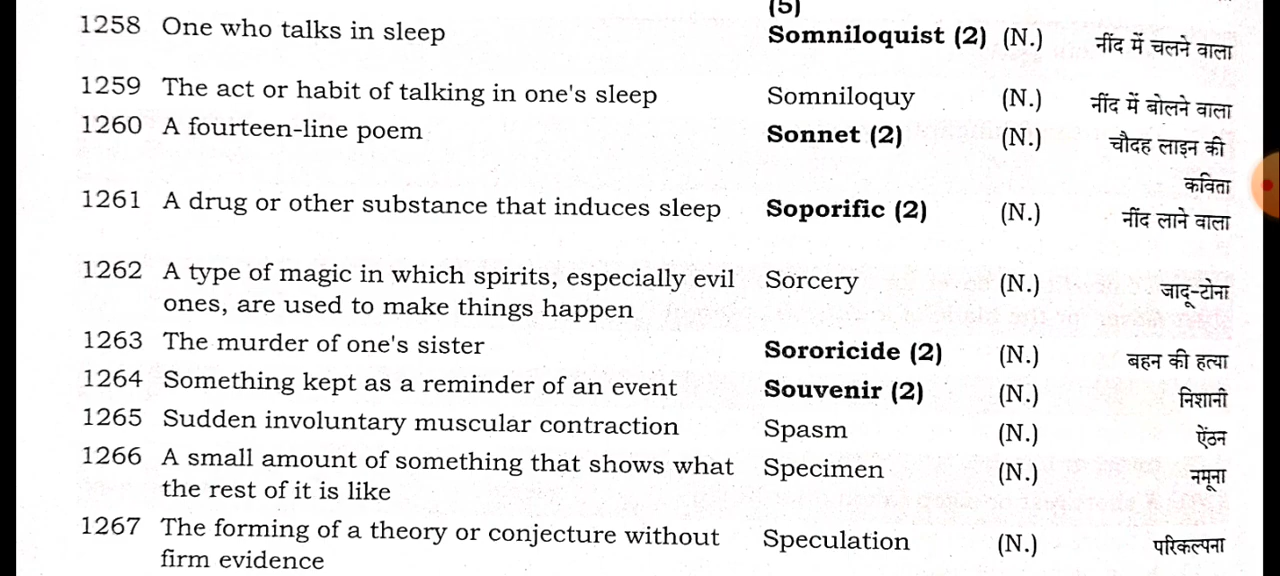 (5)
1258 One who talks in sleep Somniloquist (2) (N.) नींद में चलने वाला
1259 The act or habit of talking in one's sleep Somniloquy (N.) नींद में बोलने वाला
1260 A fourteen-line poem Sonnet (2) (N.) चौदह लाइन की
कविता
1261 A drug or other substance that induces sleep Soporific (2) (N.) नींद लाने वाला
1262 A type of magic in which spirits, especially evil Sorcery (N.) जादू-टोना
ones, are used to make things happen
1263 The murder of one's sister Sororicide (2) (N.) बहन की हत्या
1264 Something kept as a reminder of an event Souvenir (2) (N.) निशानी
1265 Sudden involuntary muscular contraction Spasm (N.) ऐंठन
1266 A small amount of something that shows what Specimen (N.) नमूना
the rest of it is like
1267 The forming of a theory or conjecture without Speculation (N.) परिकल्पना
firm evidence